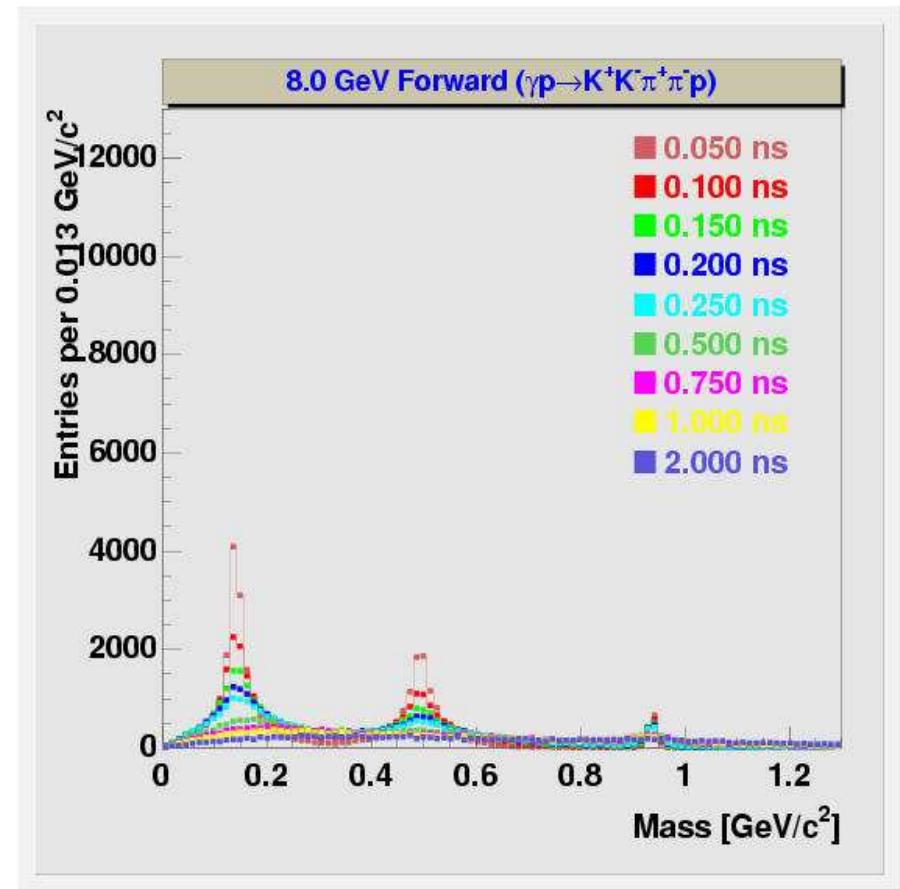 8.0 GeV Forward (γp→K⁺K⁻π⁺π⁻p)
Entries per 0.013 GeV/c²
12000
10000
8000
6000
4000
2000
0
0.050 ns
0.100 ns
0.150 ns
0.200 ns
0.250 ns
0.500 ns
0.750 ns
1.000 ns
2.000 ns
0 0.2 0.4 0.6 0.8 1 1.2
Mass [GeV/c²]